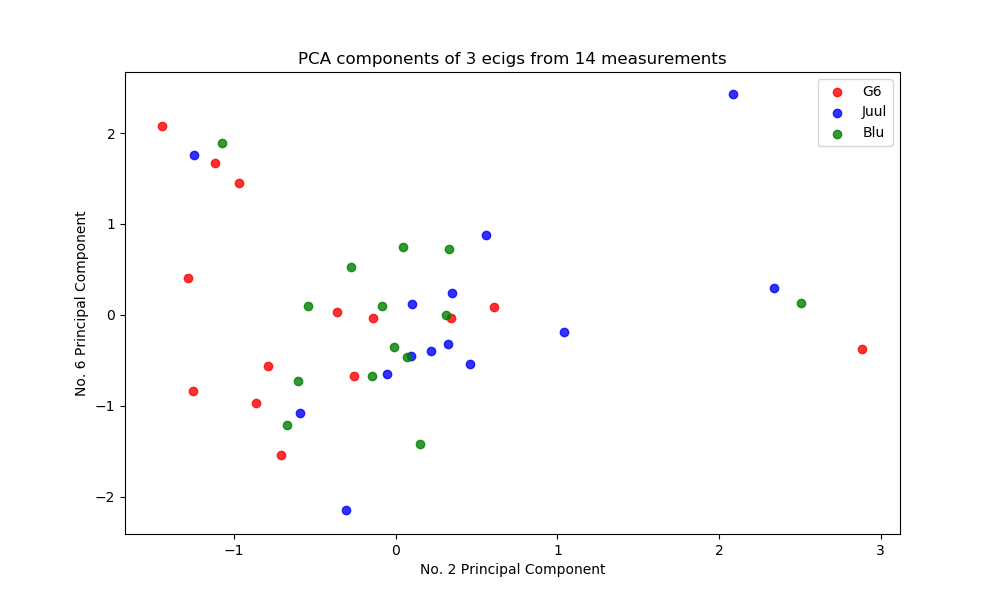 PCA components of 3 ecigs from 14 measurements
G6
Juul
Blu
2
1
0
−1
−2
No. 6 Principal Component
−1
0
1
2
3
No. 2 Principal Component